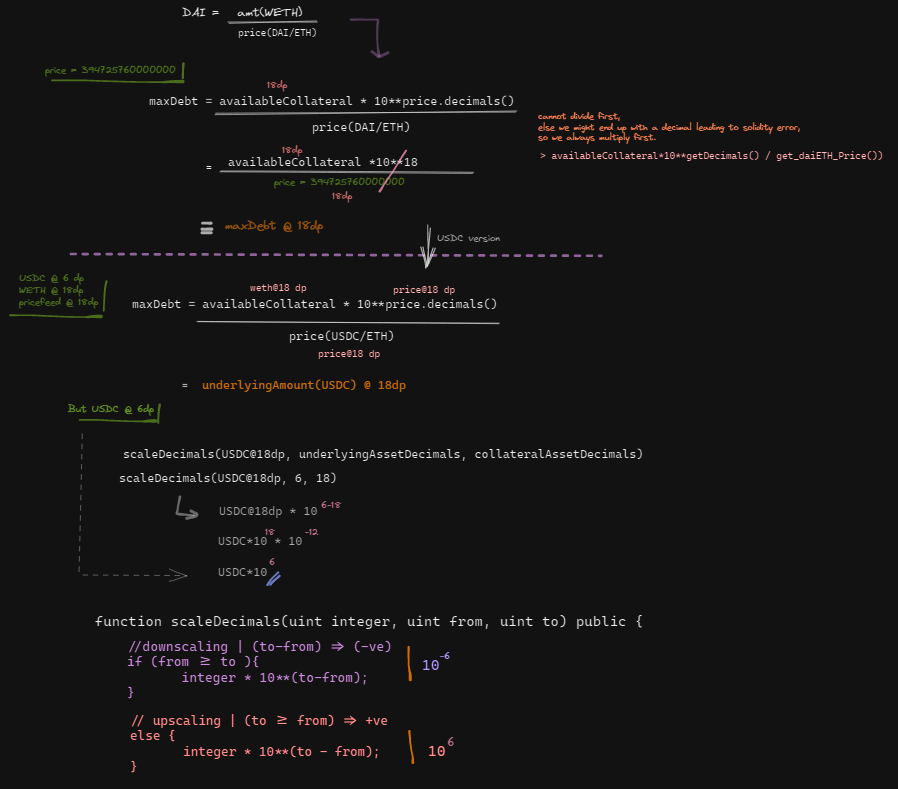 DAI = amt(WETH)
price(DAI/ETH)
price = 394725760000000
18dp
maxDebt = availableCollateral * 10**price.decimals()
price(DAI/ETH)
cannot divide first,
else we might end up with a decimal leading to solidity error,
so we always multiply first.
> availableCollateral*10**getDecimals() / get_daiETH_Price())
18dp
= availableCollateral *10**18
price = 394725760000000
18dp
≡ maxDebt @ 18dp
USDC version
USDC @ 6 dp
WETH @ 18dp
pricefeed @ 18dp
weth@18 dp
price@18 dp
maxDebt = availableCollateral * 10**price.decimals()
price(USDC/ETH)
price@18 dp
= underlyingAmount(USDC) @ 18dp
But USDC @ 6dp
scaleDecimals(USDC@18dp, underlyingAssetDecimals, collateralAssetDecimals)
scaleDecimals(USDC@18dp, 6, 18)
USDC@18dp * 10 6-18
USDC*10 18 * 10 -12
USDC*10 6
function scaleDecimals(uint integer, uint from, uint to) public {
//downscaling | (to-from) => (-ve)
if (from ≥ to ){
integer * 10**(to-from);
}
10 -6
// upscaling | (to ≥ from) => +ve
else {
integer * 10**(to - from);
}
10 6